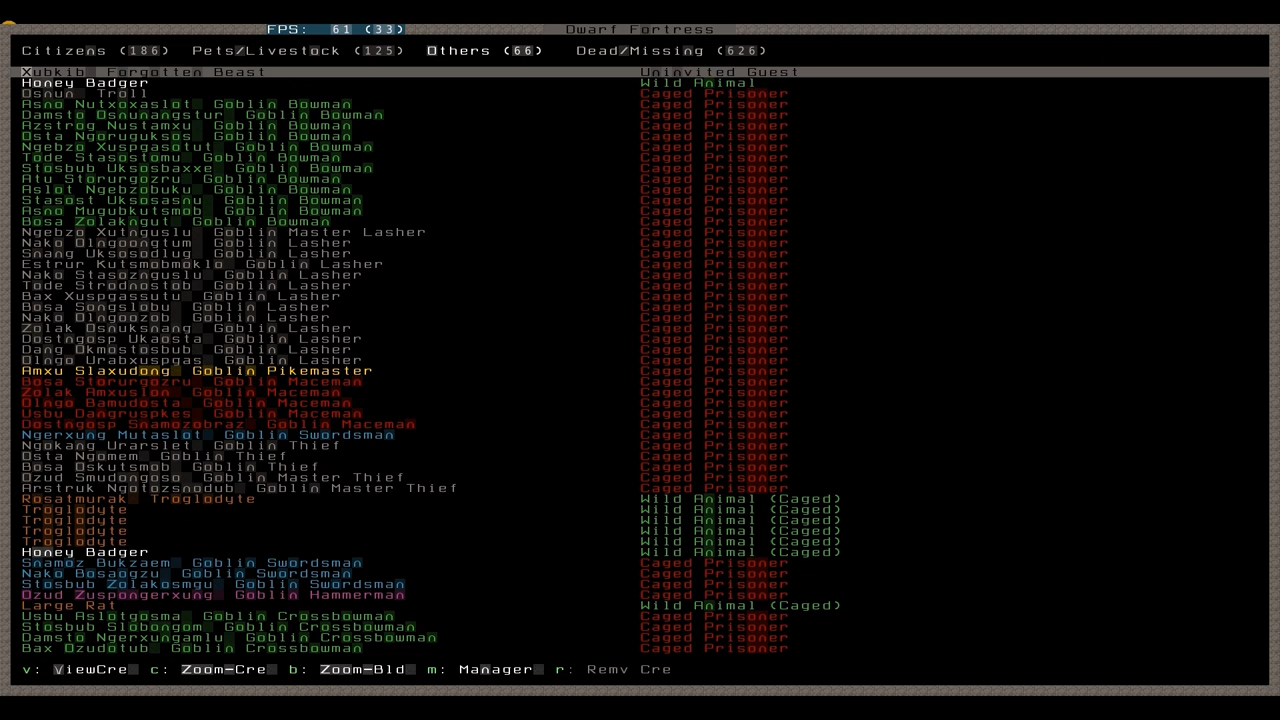 FPS: 61 (33) Dwarf Fortress
Citizens (186) Pets/Livestock (125) Others (66) Dead/Missing (626)
Xubkib Forgotten Beast Uninvited Guest
Honey Badger Wild Animal
Osnun Troll Caged Prisoner
Asno Nutxoxaslot Goblin Bowman Caged Prisoner
Damsto Osnunangstur Goblin Bowman Caged Prisoner
Azstrog Nustamxu Goblin Bowman Caged Prisoner
Osta Ngoruguksos Goblin Bowman Caged Prisoner
Ngebzo Xuspgasotut Goblin Bowman Caged Prisoner
Tode Stasostomu Goblin Bowman Caged Prisoner
Stosbub Uksosbaxxe Goblin Bowman Caged Prisoner
Atu Storurgozru Goblin Bowman Caged Prisoner
Aslot Ngebzobuku Goblin Bowman Caged Prisoner
Stasost Uksosasnu Goblin Bowman Caged Prisoner
Asno Mugubkutsmob Goblin Bowman Caged Prisoner
Bosa Zolakngut Goblin Bowman Caged Prisoner
Ngebzo Xutnguslu Goblin Master Lasher Caged Prisoner
Nako Olngoongtum Goblin Lasher Caged Prisoner
Snang Uksosodlug Goblin Lasher Caged Prisoner
Estrur Kutsmobmoklo Goblin Lasher Caged Prisoner
Nako Stasoznguslu Goblin Lasher Caged Prisoner
Tode Strodnostob Goblin Lasher Caged Prisoner
Bax Xuspgassutu Goblin Lasher Caged Prisoner
Bosa Songslobu Goblin Lasher Caged Prisoner
Nako Olngoozob Goblin Lasher Caged Prisoner
Zolak Osnuksnang Goblin Lasher Caged Prisoner
Dostngosp Ukaosta Goblin Lasher Caged Prisoner
Dang Okmostosbub Goblin Lasher Caged Prisoner
Olngo Urabxuspgas Goblin Lasher Caged Prisoner
Amxu Slaxudong Goblin Pikemaster Caged Prisoner
Bosa Storurgozru Goblin Maceman Caged Prisoner
Zolak Amxuslon Goblin Maceman Caged Prisoner
Olngo Bamudosta Goblin Maceman Caged Prisoner
Usbu Dangruspkes Goblin Maceman Caged Prisoner
Dostngosp Snamozobraz Goblin Maceman Caged Prisoner
Ngerxung Mutaslot Goblin Swordsman Caged Prisoner
Ngokang Urarslet Goblin Thief Caged Prisoner
Osta Ngomem Goblin Thief Caged Prisoner
Bosa Oskutsmob Goblin Thief Caged Prisoner
Ozud Smudongoso Goblin Master Thief Caged Prisoner
Arstruk Ngotozsnodub Goblin Master Thief Caged Prisoner
Rosatmurak Troglodyte Wild Animal (Caged)
Troglodyte Wild Animal (Caged)
Troglodyte Wild Animal (Caged)
Troglodyte Wild Animal (Caged)
Troglodyte Wild Animal (Caged)
Honey Badger Wild Animal (Caged)
Snamoz Bukzaem Goblin Swordsman Caged Prisoner
Nako Bosaogzu Goblin Swordsman Caged Prisoner
Stosbub Zolakosmgu Goblin Swordsman Caged Prisoner
Ozud Zuspongerxung Goblin Hammerman Caged Prisoner
Large Rat Wild Animal (Caged)
Usbu Aslotgosma Goblin Crossbowman Caged Prisoner
Stosbub Slobongom Goblin Crossbowman Caged Prisoner
Damsto Ngerxungamlu Goblin Crossbowman Caged Prisoner
Bax Ozudotub Goblin Crossbowman Caged Prisoner
v: ViewCre c: Zoom-Cre b: Zoom-Bld m: Manager r: Remv Cre